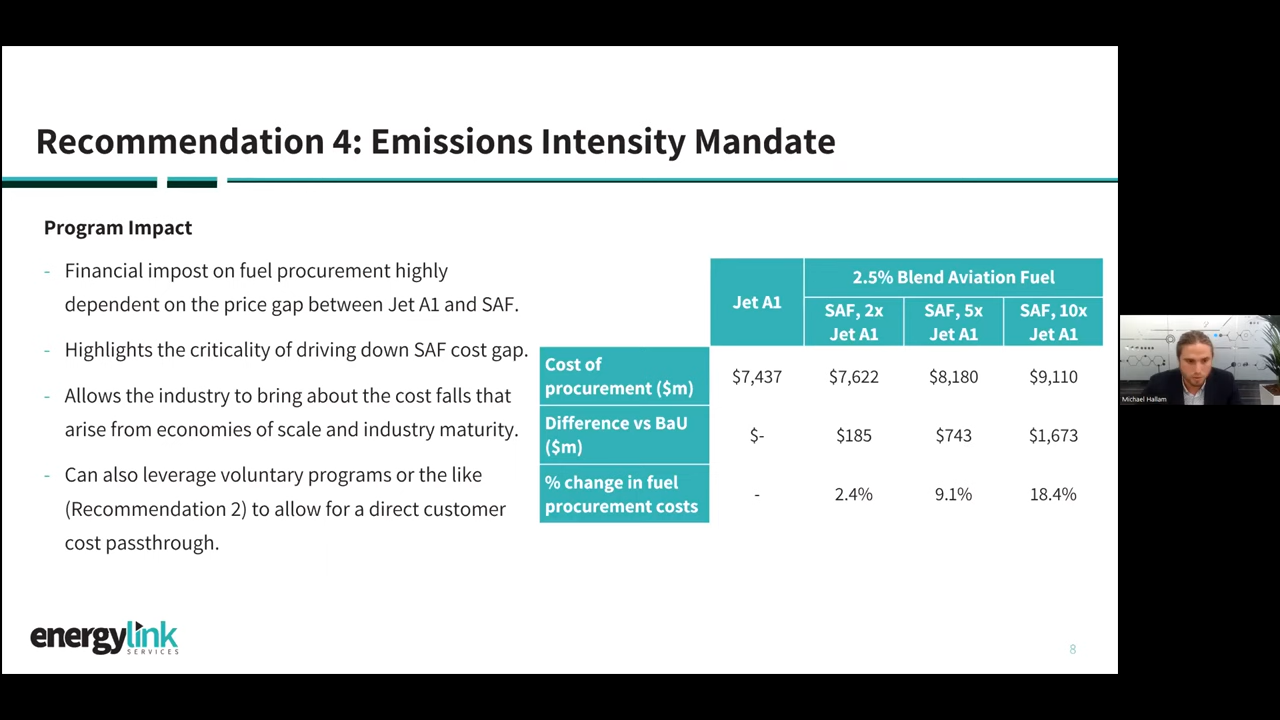 Recommendation 4: Emissions Intensity Mandate
Program Impact
- Financial impost on fuel procurement highly
dependent on the price gap between Jet A1 and SAF.
- Highlights the criticality of driving down SAF cost gap.
- Allows the industry to bring about the cost falls that
arise from economies of scale and industry maturity.
- Can also leverage voluntary programs or the like
(Recommendation 2) to allow for a direct customer
cost passthrough.
Jet A1
2.5% Blend Aviation Fuel
SAF, 2x
Jet A1
SAF, 5x
Jet A1
SAF, 10x
Jet A1
Cost of
procurement ($m)
$7,437 $7,622 $8,180 $9,110
Difference vs BaU
($m)
$- $185 $743 $1,673
% change in fuel
procurement costs
- 2.4% 9.1% 18.4%
energylink
SERVICES
8
Michael Hallam